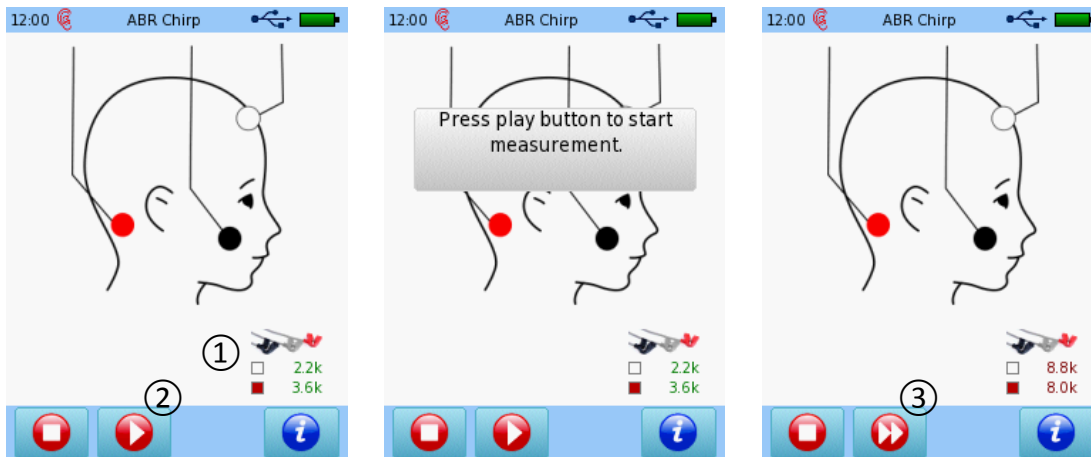 12:00 ABR Chirp
①
2.2k
3.6k
②
12:00 ABR Chirp
Press play button to start
measurement.
2.2k
3.6k
12:00 ABR Chirp
8.8k
8.0k
③